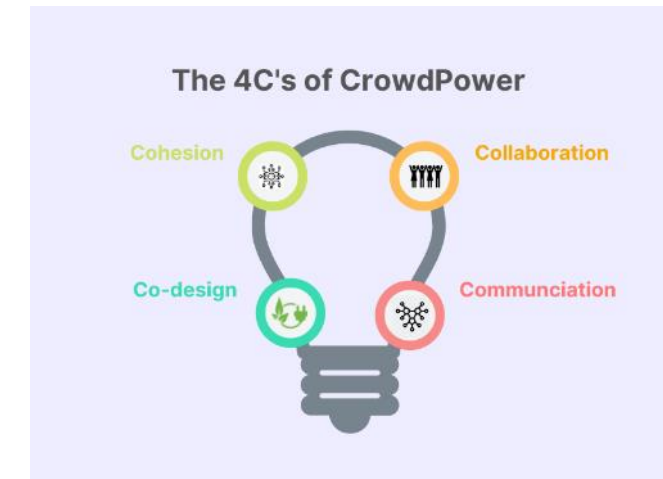 The 4C's of CrowdPower
Cohesion
Collaboration
Co-design
Communciation